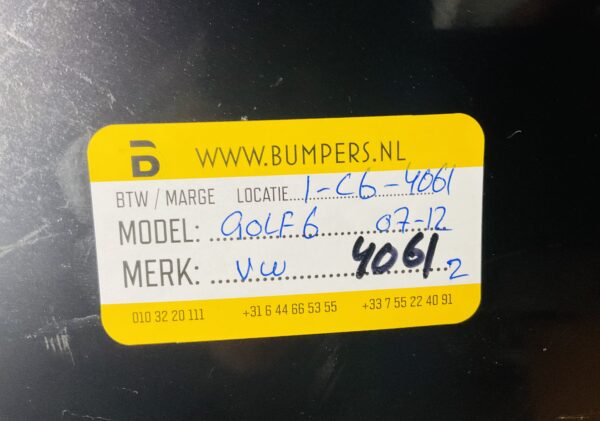 B WWW.BUMPERS.NL
BTW / MARGE LOCATIE 1-C6-4061
MODEL: GOLF 6 07-12
MERK: VW 4061 2
010 32 20 111 +31 6 44 66 53 55 +33 7 55 22 40 91